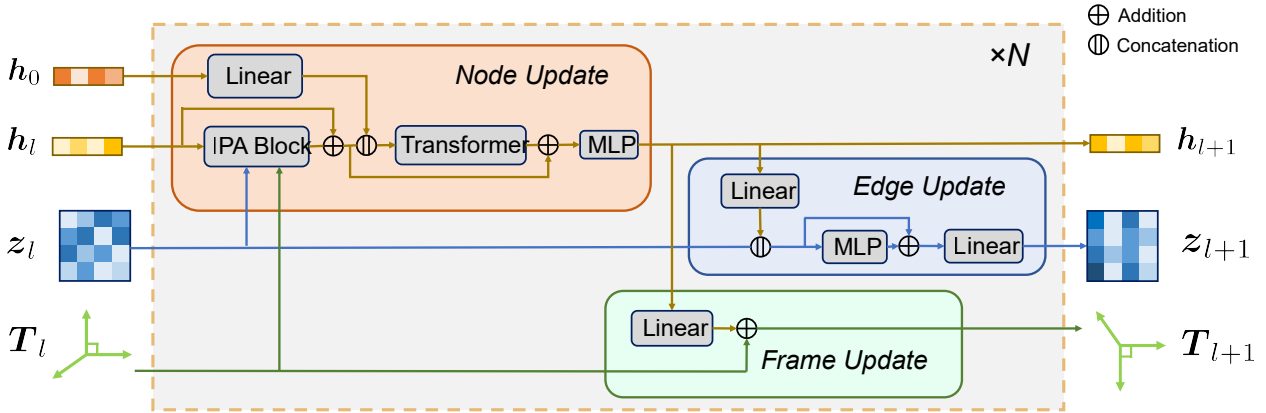 Addition
Concatenation
×N
h₀
Linear
Node Update
hₗ
IPA Block
Transformer
MLP
hₗ₊₁
Linear
Edge Update
zₗ
MLP
Linear
zₗ₊₁
Tₗ
Linear
Frame Update
Tₗ₊₁